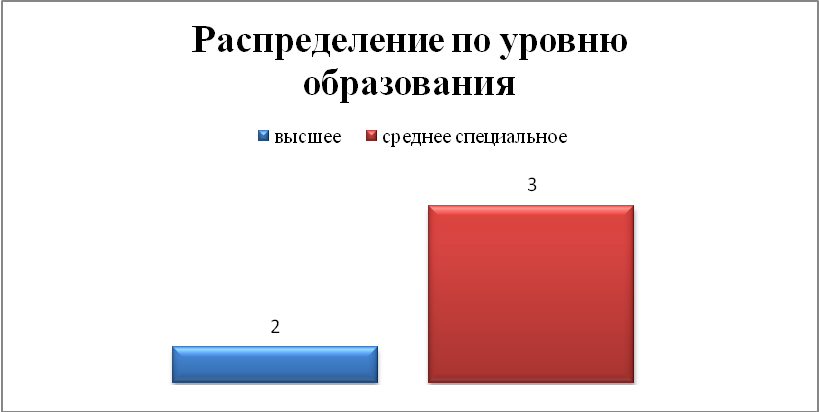 Распределение по уровню
образования
высшее среднее специальное
3
2